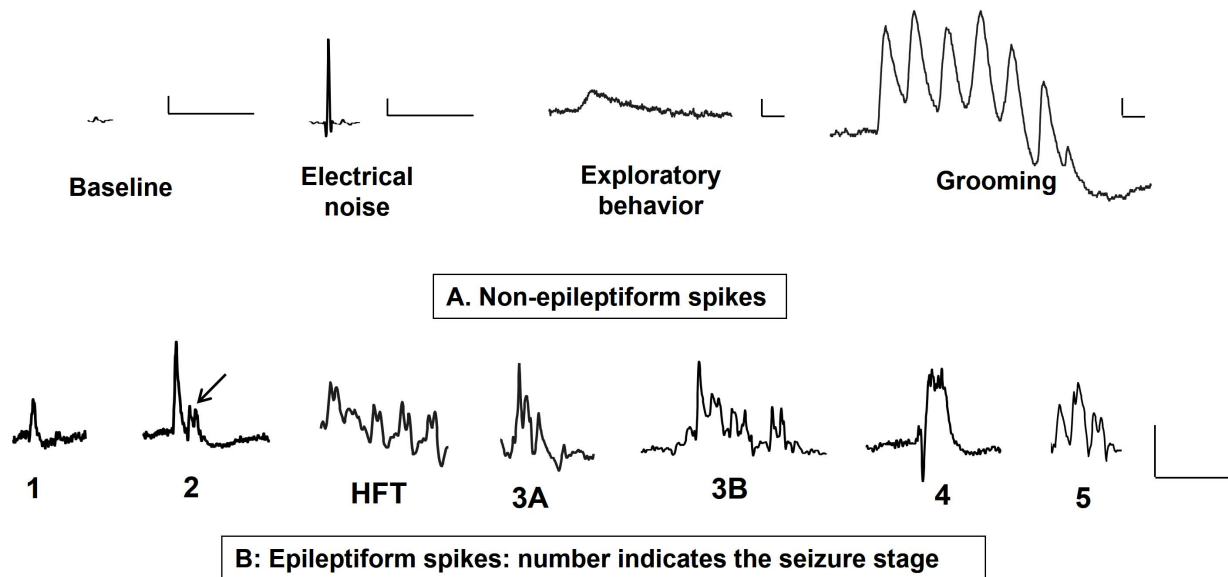 Baseline
Electrical
noise
Exploratory
behavior
Grooming
A. Non-epileptiform spikes
1
2
HFT
3A
3B
4
5
B: Epileptiform spikes: number indicates the seizure stage